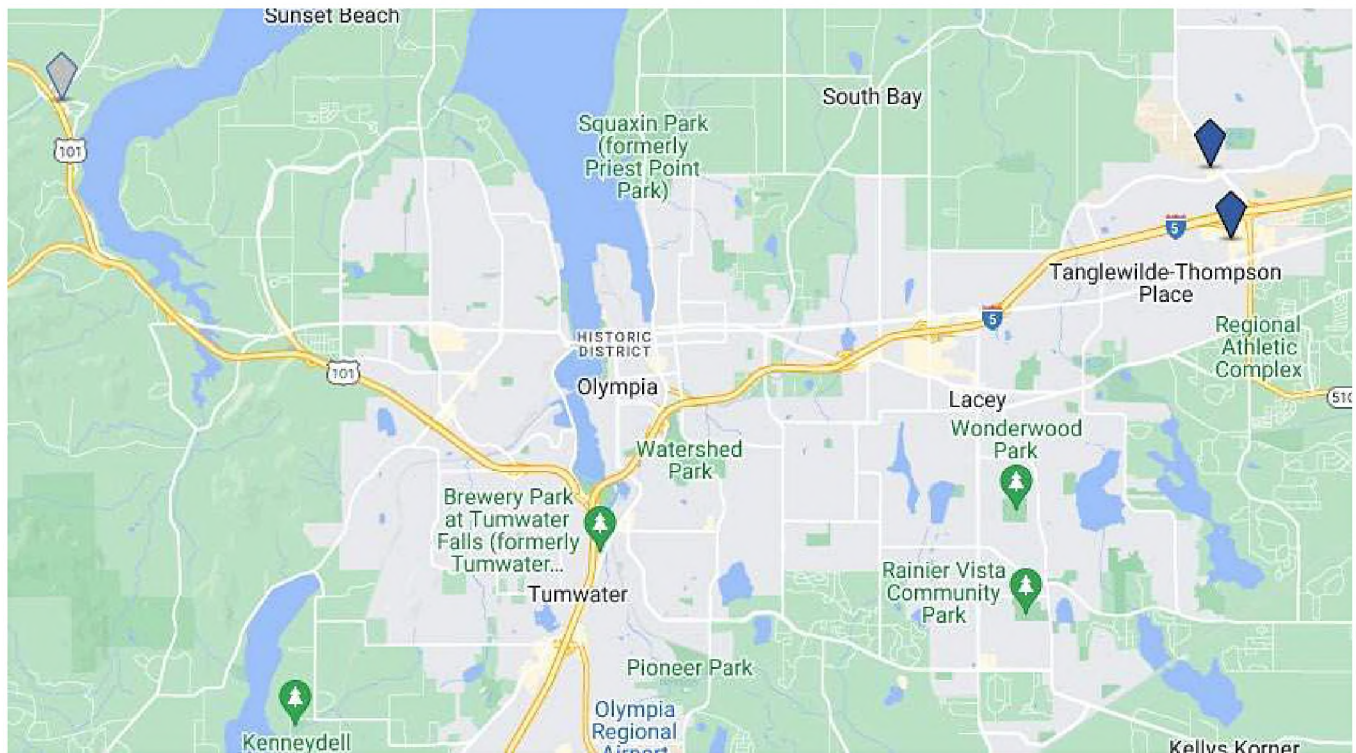 Sunset Beach
South Bay
Squaxin Park
(formerly
Priest Point
Park)
101
5
Tanglewilde-Thompson
Place
5
HISTORIC
DISTRICT
Regional
Athletic
Complex
101
Olympia
510
Lacey
Wonderwood
Park
Watershed
Park
Brewery Park
at Tumwater
Falls (formerly
Tumwater...
Tumwater
Rainier Vista
Community
Park
Pioneer Park
Olympia
Regional
Airport
Kenneydell
Kellys Korner